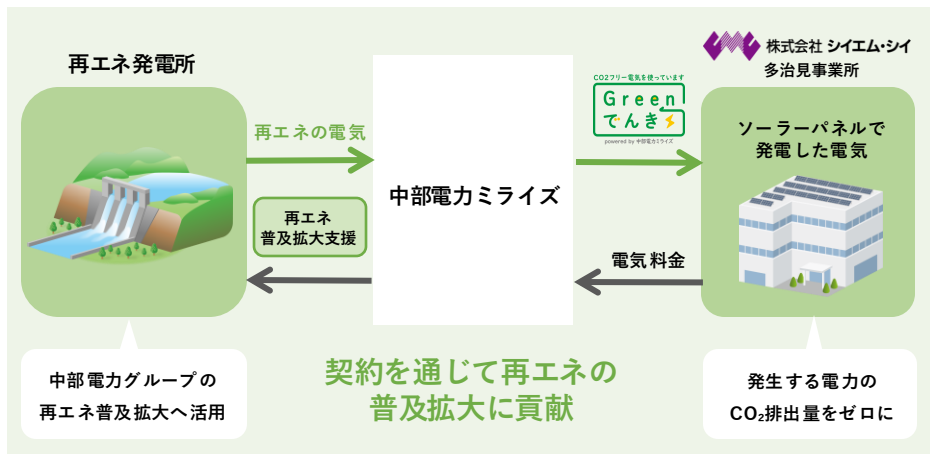 再エネ発電所
再エネの電気
再エネ
普及拡大支援
中部電力ミライズ
CO2フリー電気を使っています
Green
でんき
powered by 中部電力ミライズ
電気料金
CMC 株式会社 シイエム・シイ
多治見事業所
ソーラーパネルで
発電した電気
中部電力グループの
再エネ普及拡大へ活用
契約を通じて再エネの
普及拡大に貢献
発生する電力の
CO₂排出量をゼロに